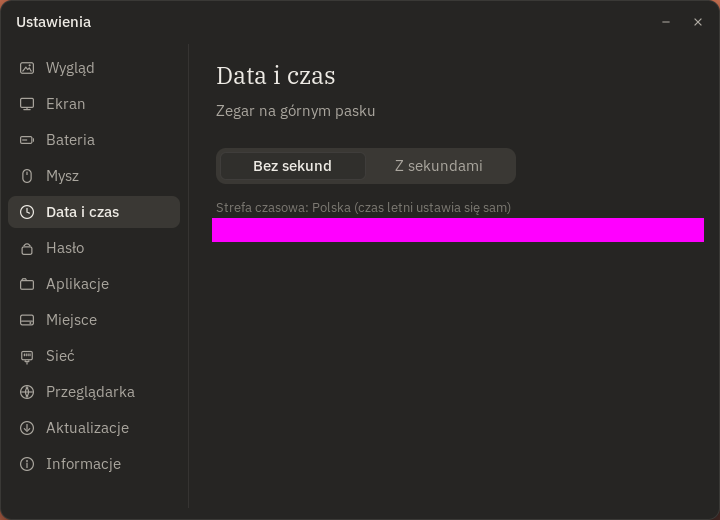 Ustawienia
Wygląd
Ekran
Bateria
Mysz
Data i czas
Hasło
Aplikacje
Miejsce
Sieć
Przeglądarka
Aktualizacje
Informacje
Data i czas
Zegar na górnym pasku
Bez sekund
Z sekundami
Strefa czasowa: Polska (czas letni ustawia się sam)